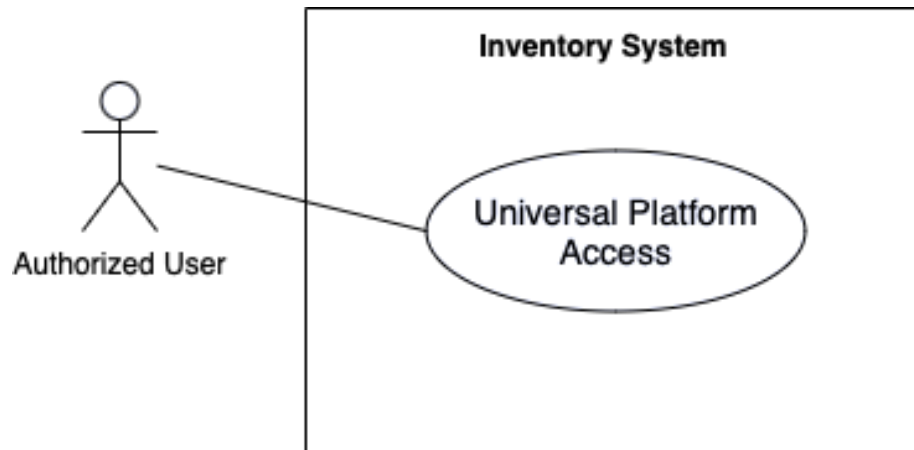 Inventory System
Authorized User
Universal Platform
Access